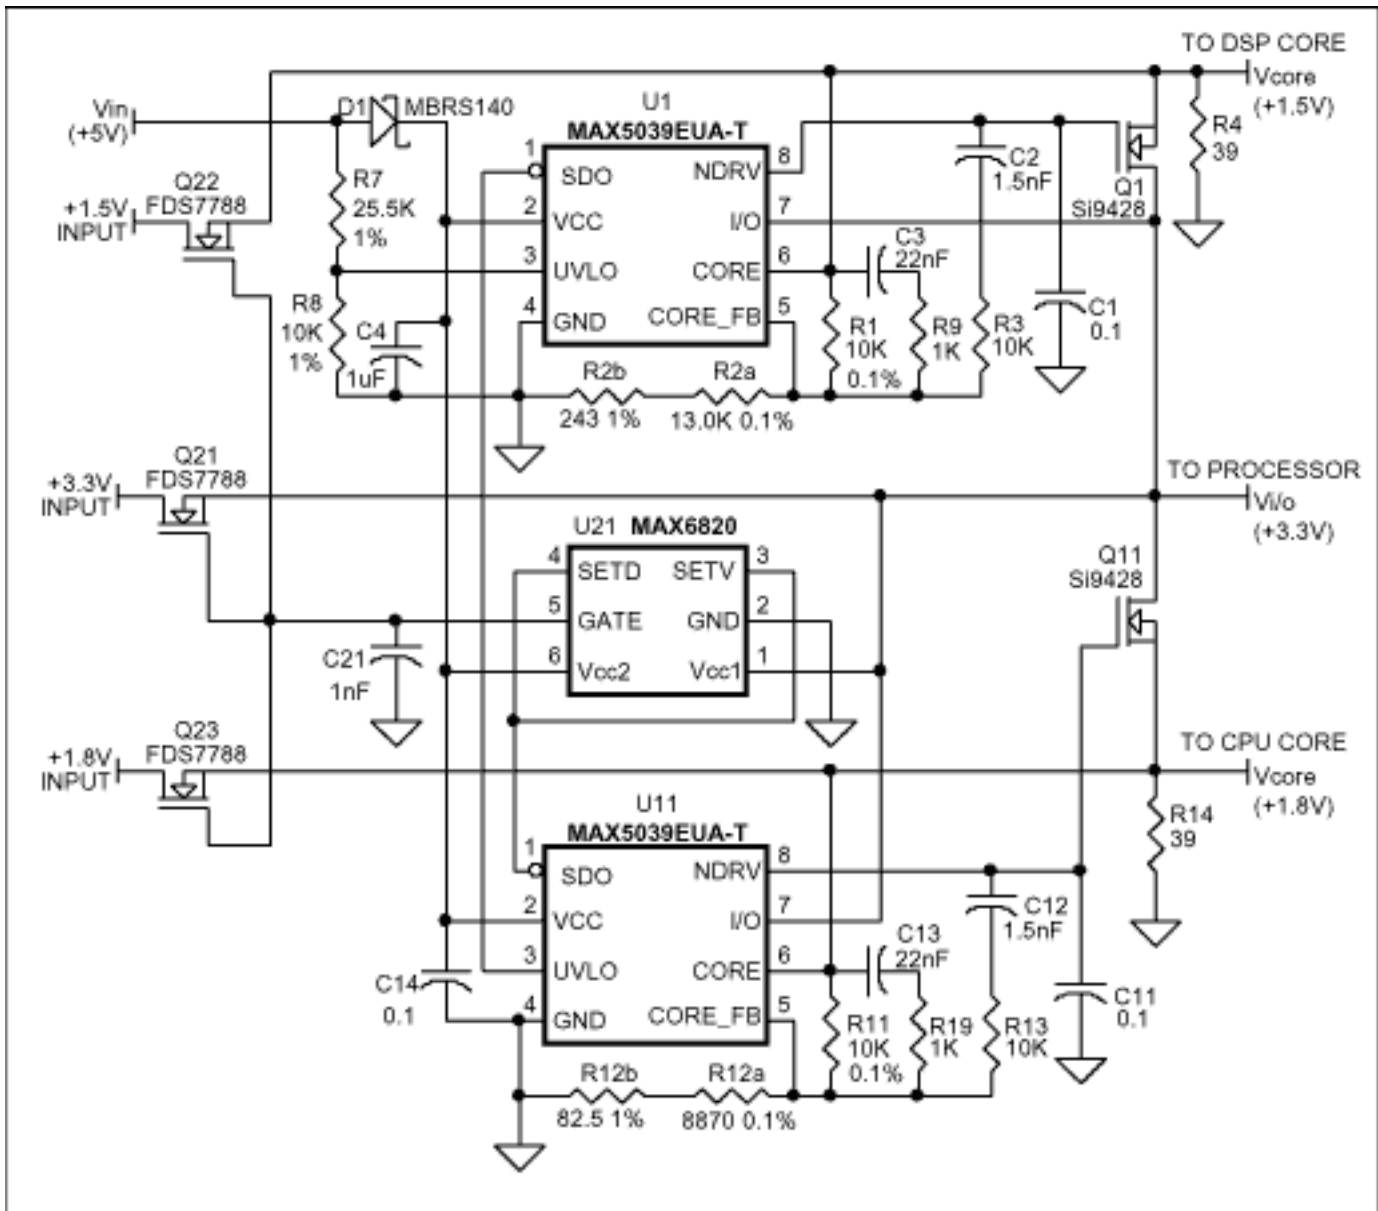 TO DSP CORE
Vcore
(+1.5V)
Vin
(+5V)
D1
MBRS140
U1
MAX5039EUA-T
1
SDO
2
VCC
3
UVLO
4
GND
NDRV
8
I/O
7
CORE
6
CORE_FB
5
R7
25.5K
1%
R8
10K
1%
C4
1uF
Q22
FDS7788
+1.5V
INPUT
C2
1.5nF
Q1
Si9428
R4
39
C3
22nF
R1
10K
0.1%
R9
1K
R3
10K
C1
0.1
R2b
243 1%
R2a
13.0K 0.1%
Q21
FDS7788
+3.3V
INPUT
TO PROCESSOR
Vi/o
(+3.3V)
U21 MAX6820
4
SETD
SETV
3
5
GATE
GND
2
6
Vcc2
Vcc1
1
Q11
Si9428
C21
1nF
Q23
FDS7788
+1.8V
INPUT
TO CPU CORE
Vcore
(+1.8V)
R14
39
U11
MAX5039EUA-T
1
SDO
2
VCC
3
UVLO
4
GND
NDRV
8
I/O
7
CORE
6
CORE_FB
5
C12
1.5nF
C13
22nF
C14
0.1
R11
10K
0.1%
R19
1K
R13
10K
C11
0.1
R12b
82.5 1%
R12a
8870 0.1%